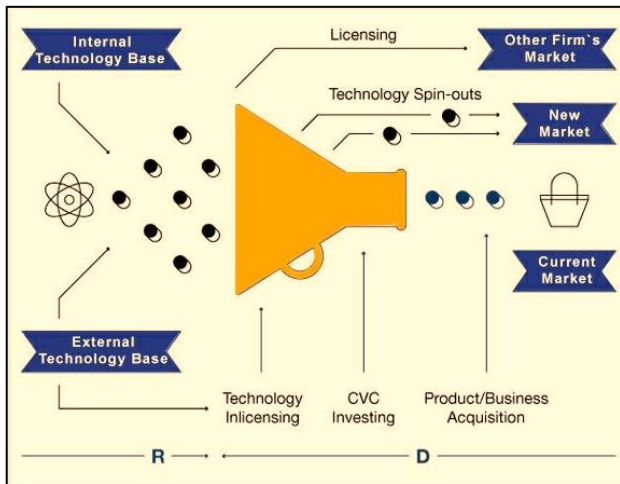 Internal
Technology Base
Licensing
Other Firm`s
Market
Technology Spin-outs
New
Market
Current
Market
External
Technology Base
Technology
Inlicensing
CVC
Investing
Product/Business
Acquisition
R
D